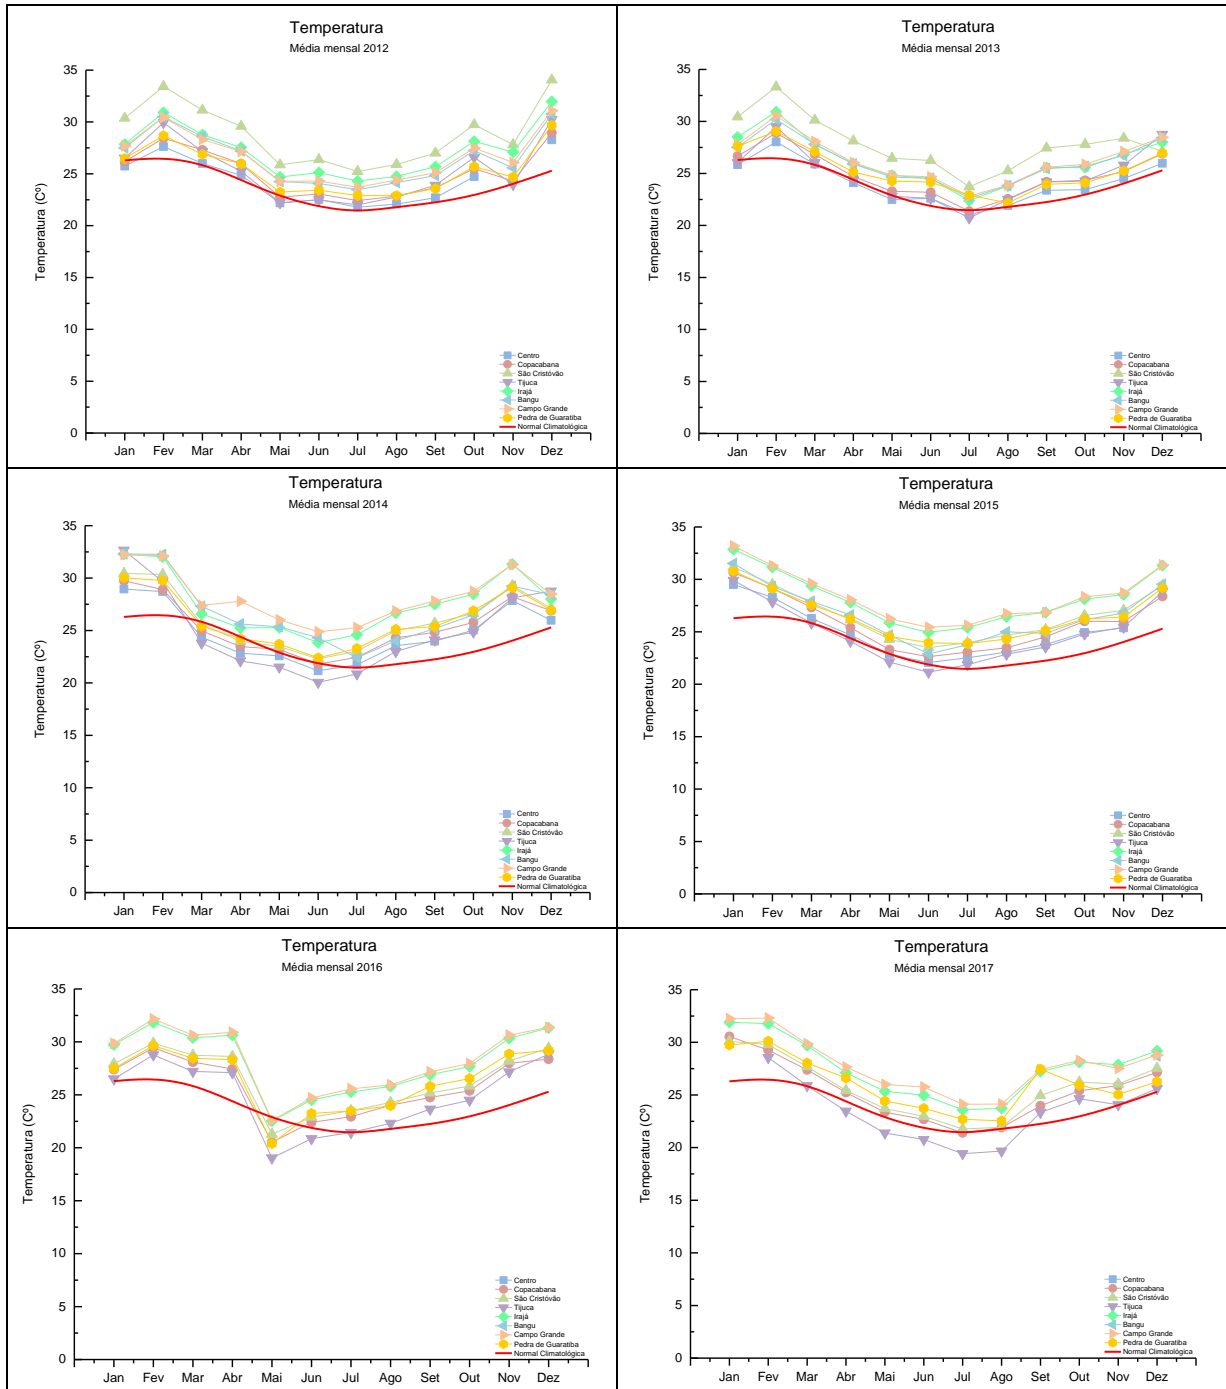 Temperatura
Média mensal 2012
Temperatura (Cº)
35
30
25
20
15
10
5
0
Jan Fev Mar Abr Mai Jun Jul Ago Set Out Nov Dez
Centro
Copacabana
São Cristóvão
Tijuca
Irajá
Bangu
Campo Grande
Pedra de Guaratiba
Normal Climatológica
Temperatura
Média mensal 2013
Temperatura (Cº)
35
30
25
20
15
10
5
0
Jan Fev Mar Abr Mai Jun Jul Ago Set Out Nov Dez
Centro
Copacabana
São Cristóvão
Tijuca
Irajá
Bangu
Campo Grande
Pedra de Guaratiba
Normal Climatológica
Temperatura
Média mensal 2014
Temperatura (Cº)
35
30
25
20
15
10
5
0
Jan Fev Mar Abr Mai Jun Jul Ago Set Out Nov Dez
Centro
Copacabana
São Cristóvão
Tijuca
Irajá
Bangu
Campo Grande
Pedra de Guaratiba
Normal Climatológica
Temperatura
Média mensal 2015
Temperatura (Cº)
35
30
25
20
15
10
5
0
Jan Fev Mar Abr Mai Jun Jul Ago Set Out Nov Dez
Centro
Copacabana
São Cristóvão
Tijuca
Irajá
Bangu
Campo Grande
Pedra de Guaratiba
Normal Climatológica
Temperatura
Média mensal 2016
Temperatura (Cº)
35
30
25
20
15
10
5
0
Jan Fev Mar Abr Mai Jun Jul Ago Set Out Nov Dez
Centro
Copacabana
São Cristóvão
Tijuca
Irajá
Bangu
Campo Grande
Pedra de Guaratiba
Normal Climatológica
Temperatura
Média mensal 2017
Temperatura (Cº)
35
30
25
20
15
10
5
0
Jan Fev Mar Abr Mai Jun Jul Ago Set Out Nov Dez
Centro
Copacabana
São Cristóvão
Tijuca
Irajá
Bangu
Campo Grande
Pedra de Guaratiba
Normal Climatológica